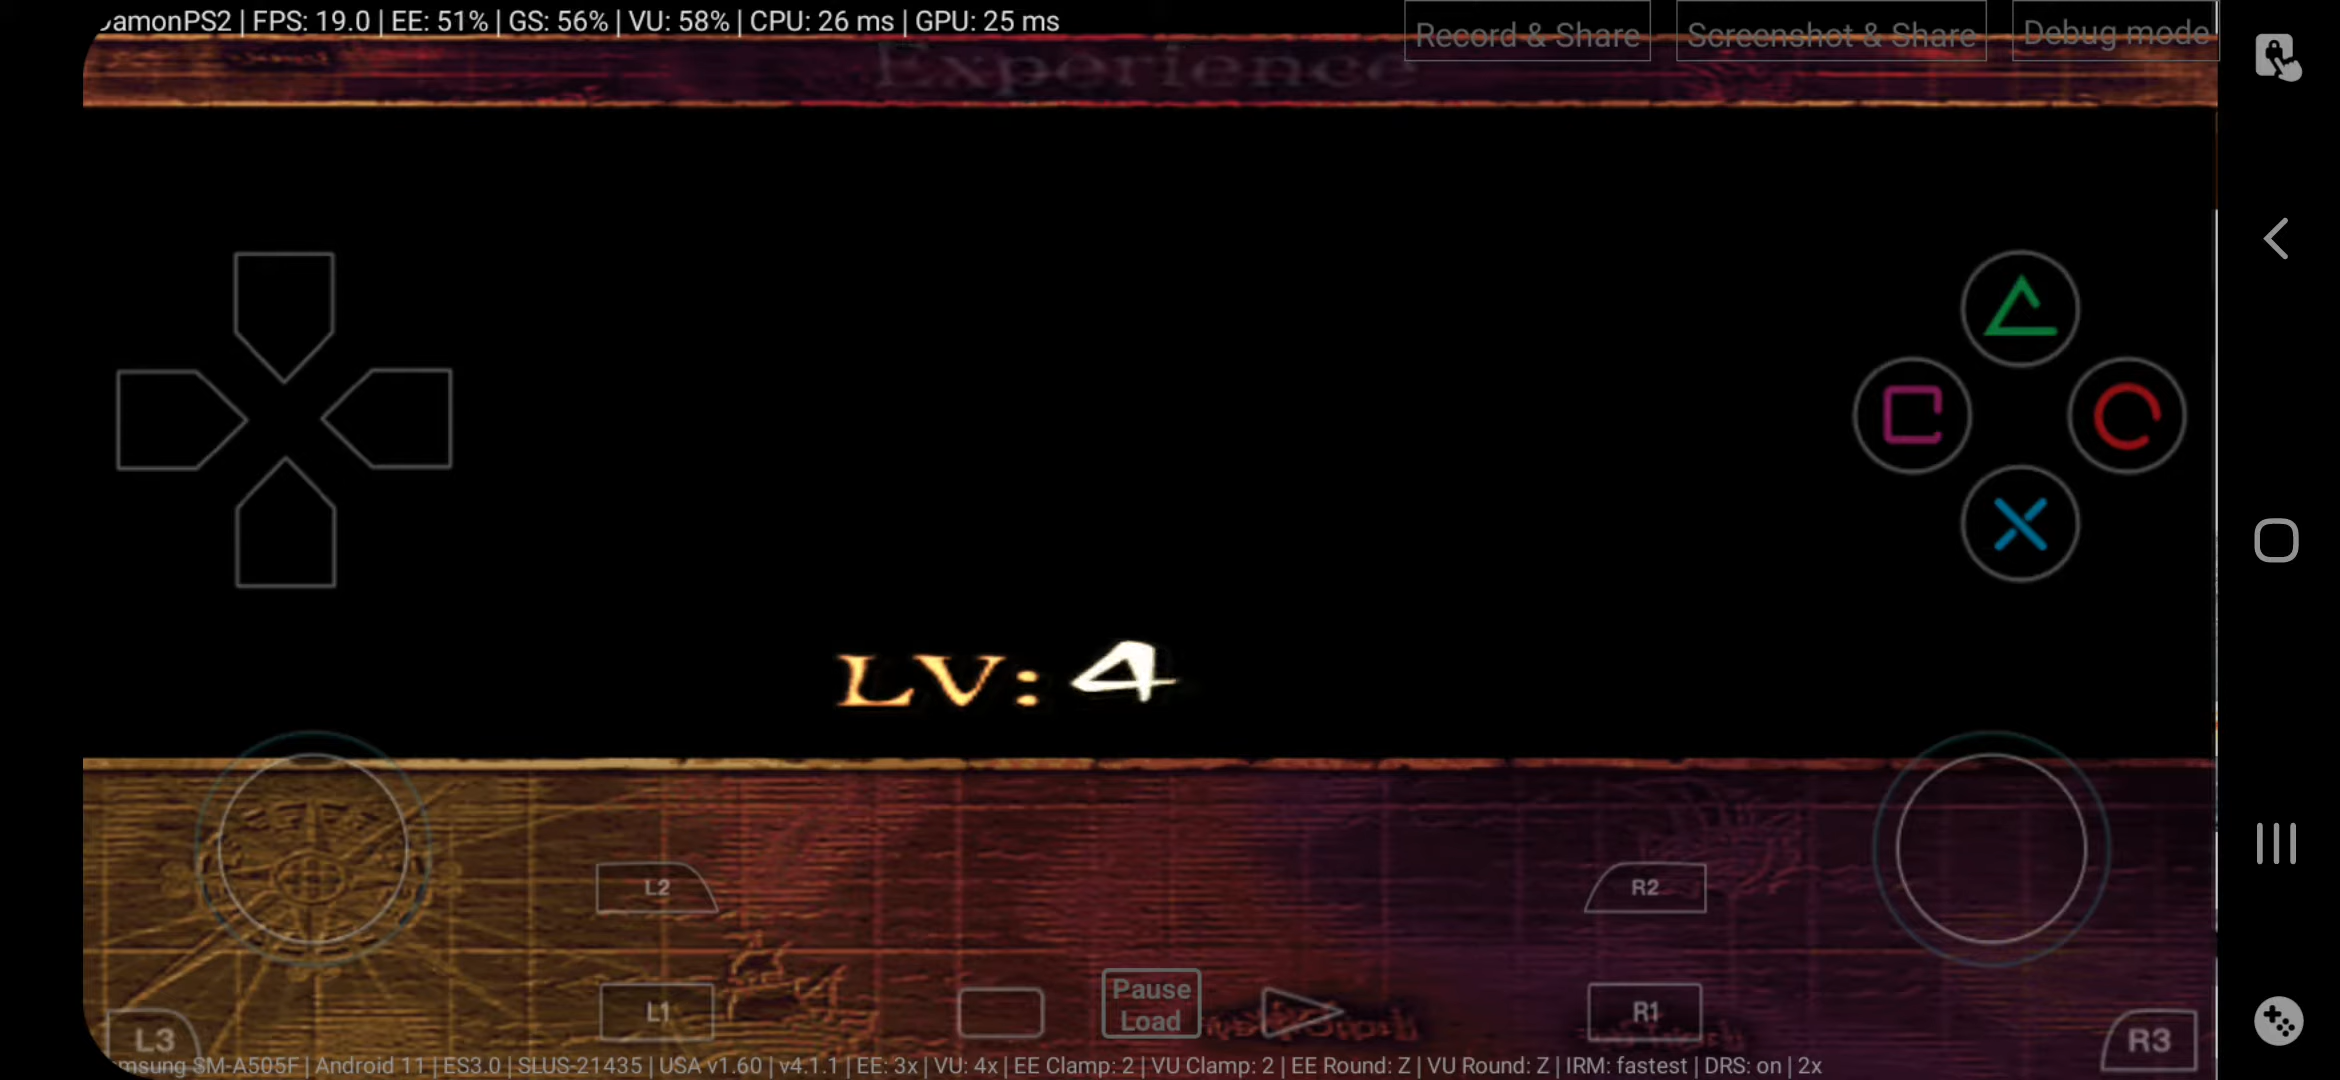 amonPS2 | FPS: 19.0 | EE: 51% | GS: 56% | VU: 58% | CPU: 26 ms | GPU: 25 ms
Record & Share
Screenshot & Share
Debug mode
Experience
LV: 4
L2
R2
Pause
Load
L1
R1
L3
R3
msung SM-A505F | Android 11 | ES3.0 | SLUS-21435 | USA v1.60 | v4.1.1 | EE: 3x | VU: 4x | EE Clamp: 2 | VU Clamp: 2 | EE Round: Z | VU Round: Z | IRM: fastest | DRS: on | 2x